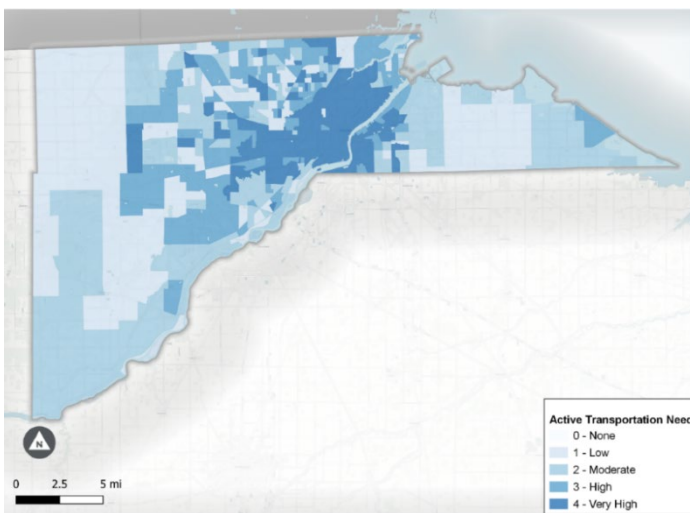 N
0 2.5 5 mi
Active Transportation Need
0 - None
1 - Low
2 - Moderate
3 - High
4 - Very High